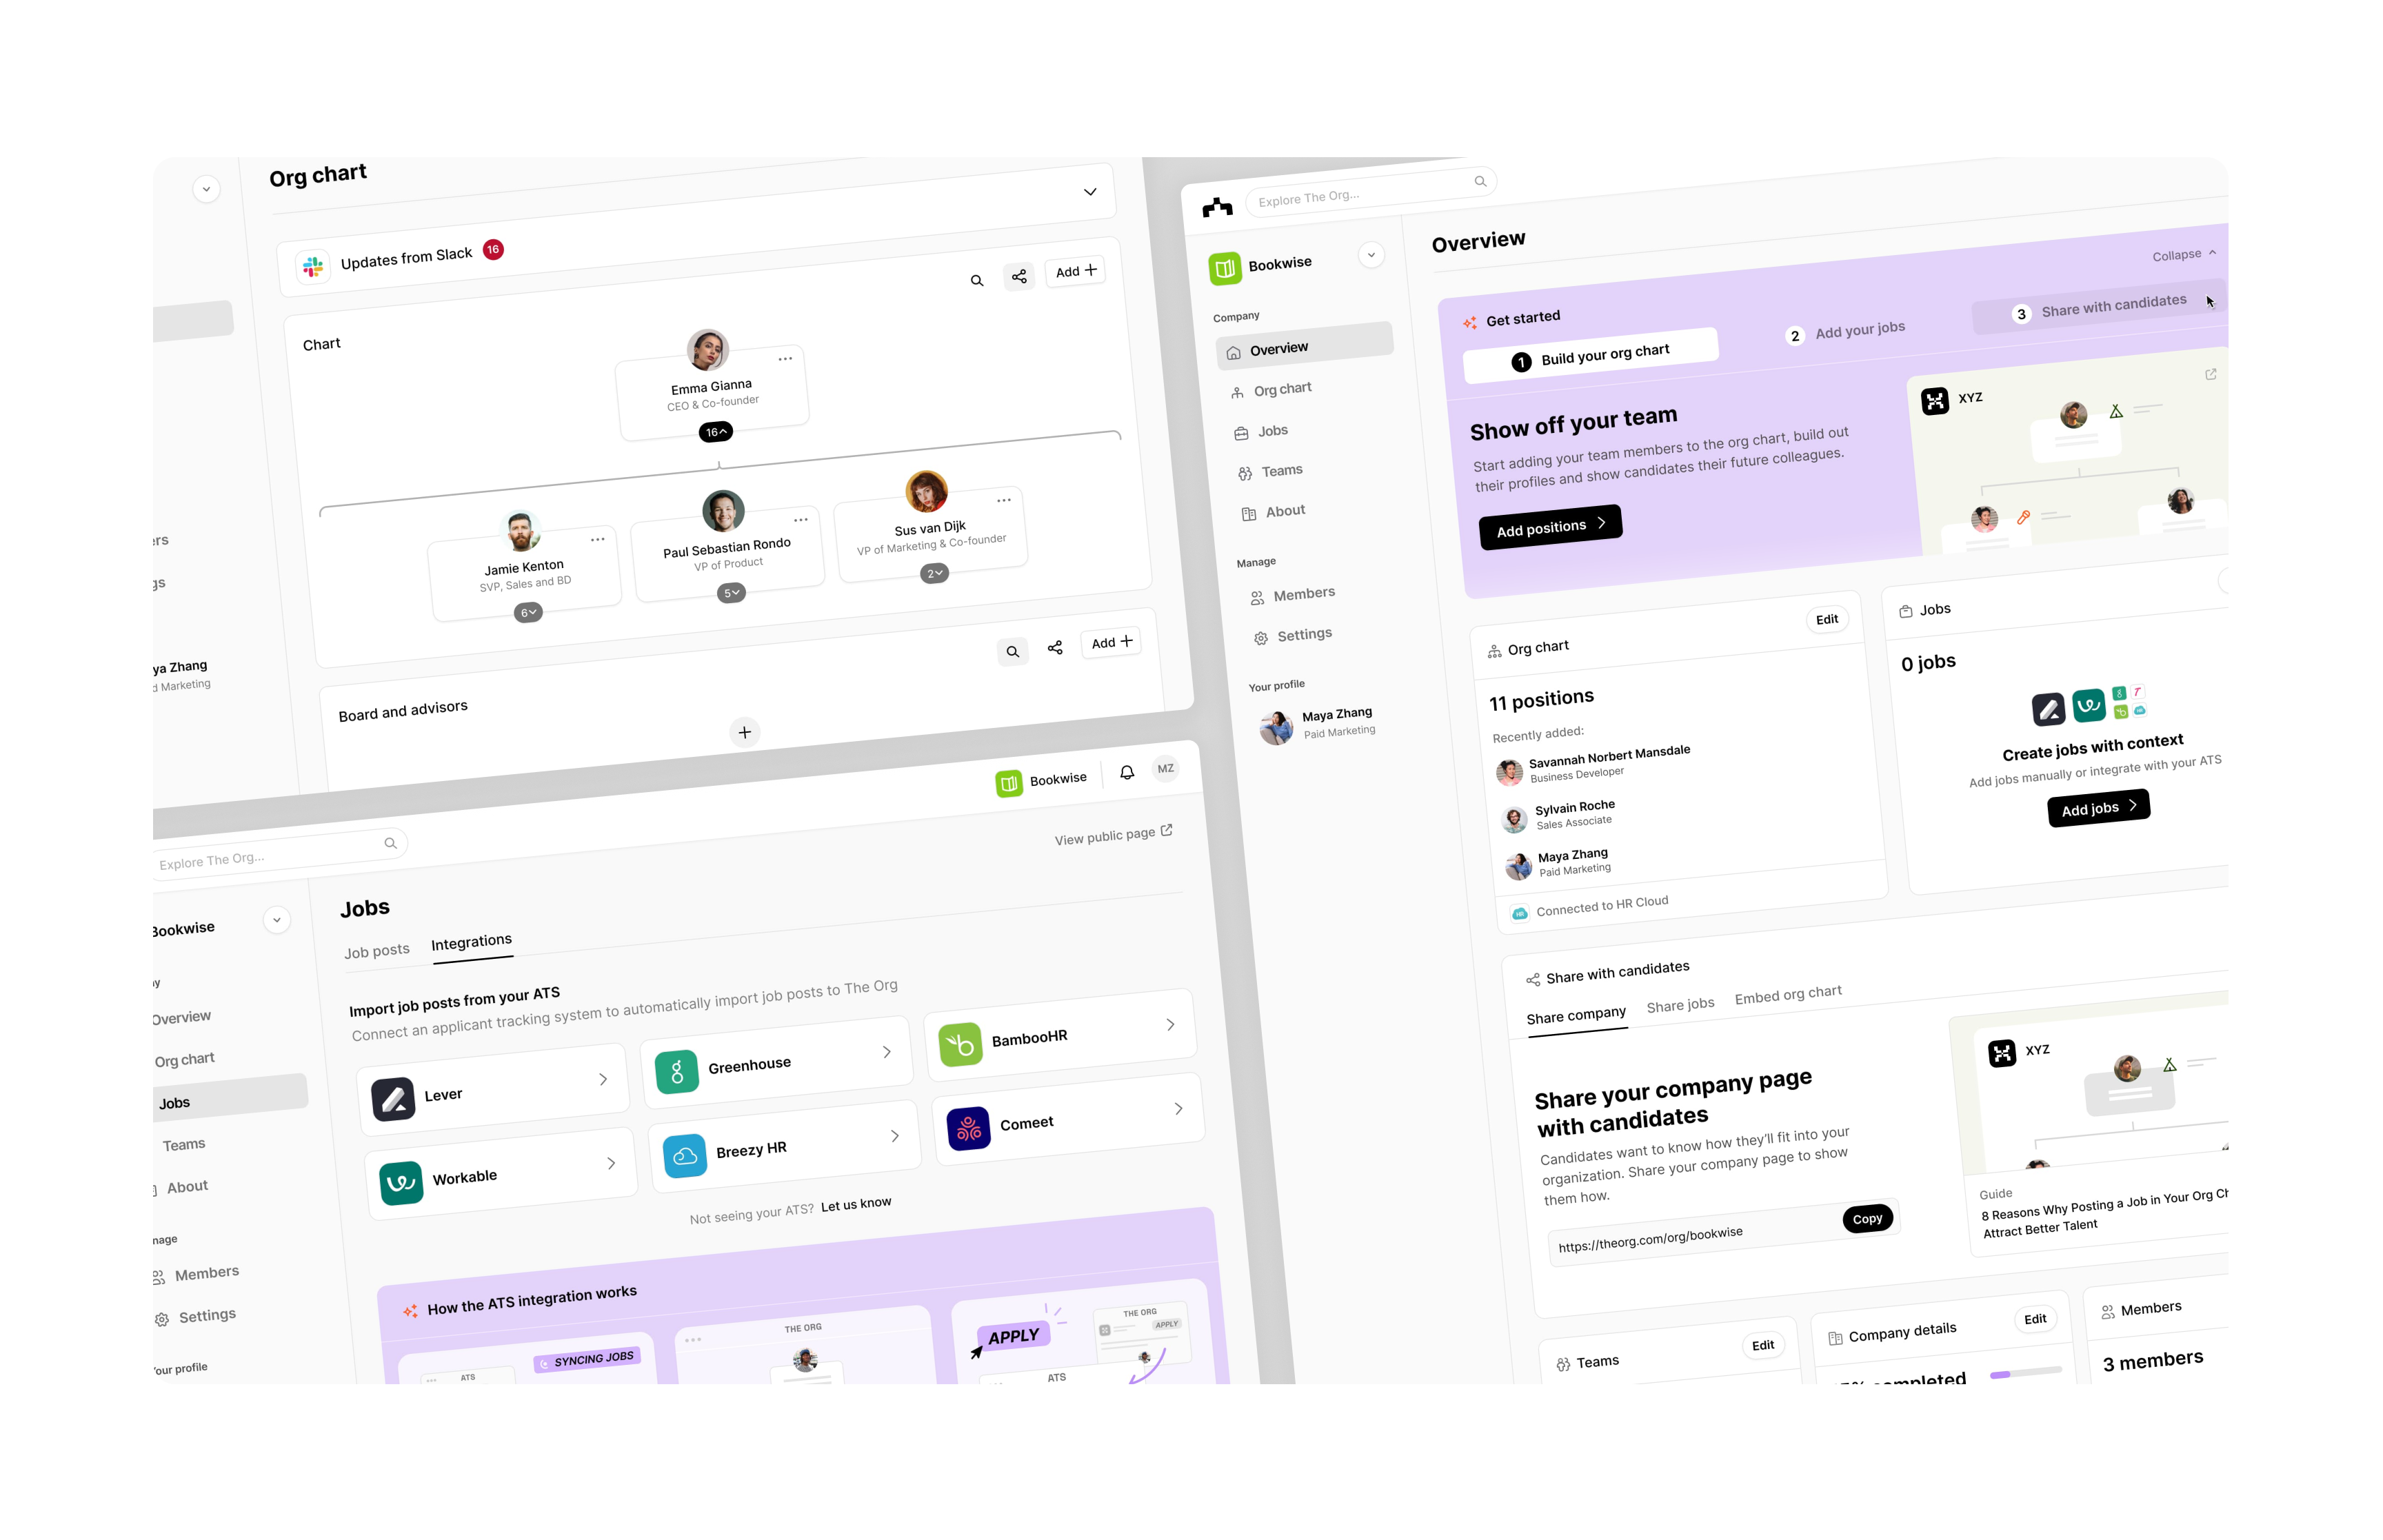 Org chart
Updates from Slack 16
Add
Chart
Emma Gianna
CEO & Co-founder
16
Jamie Kenton
SVP, Sales and BD
6
Paul Sebastian Rondo
VP of Product
5
Sus van Dijk
VP of Marketing & Co-founder
2
Add
Board and advisors
ers
gs
ya Zhang
d Marketing
Explore The Org...
Bookwise
MZ
View public page
Bookwise
Overview
Org chart
Jobs
Teams
About
nage
Members
Settings
Your profile
Jobs
Job posts
Integrations
Import job posts from your ATS
Connect an applicant tracking system to automatically import job posts to The Org
Lever
Greenhouse
BambooHR
Workable
Breezy HR
Comeet
Not seeing your ATS? Let us know
How the ATS integration works
SYNCING JOBS
ATS
THE ORG
APPLY
THE ORG
APPLY
ATS
Explore The Org...
Bookwise
Company
Overview
Org chart
Jobs
Teams
About
Manage
Members
Settings
Your profile
Maya Zhang
Paid Marketing
Overview
Collapse
Get started
1 Build your org chart
2 Add your jobs
3 Share with candidates
Show off your team
Start adding your team members to the org chart, build out
their profiles and show candidates their future colleagues.
Add positions
XYZ
Org chart
Edit
11 positions
Recently added:
Savannah Norbert Mansdale
Business Developer
Sylvain Roche
Sales Associate
Maya Zhang
Paid Marketing
HR
Connected to HR Cloud
Jobs
0 jobs
Create jobs with context
Add jobs manually or integrate with your ATS
Add jobs
Share with candidates
Share company
Share jobs
Embed org chart
Share your company page
with candidates
Candidates want to know how they'll fit into your
organization. Share your company page to show
them how.
https://theorg.com/org/bookwise
Copy
XYZ
Guide
8 Reasons Why Posting a Job in Your Org Ch
Attract Better Talent
Teams
Edit
Company details
Edit
completed
Members
3 members